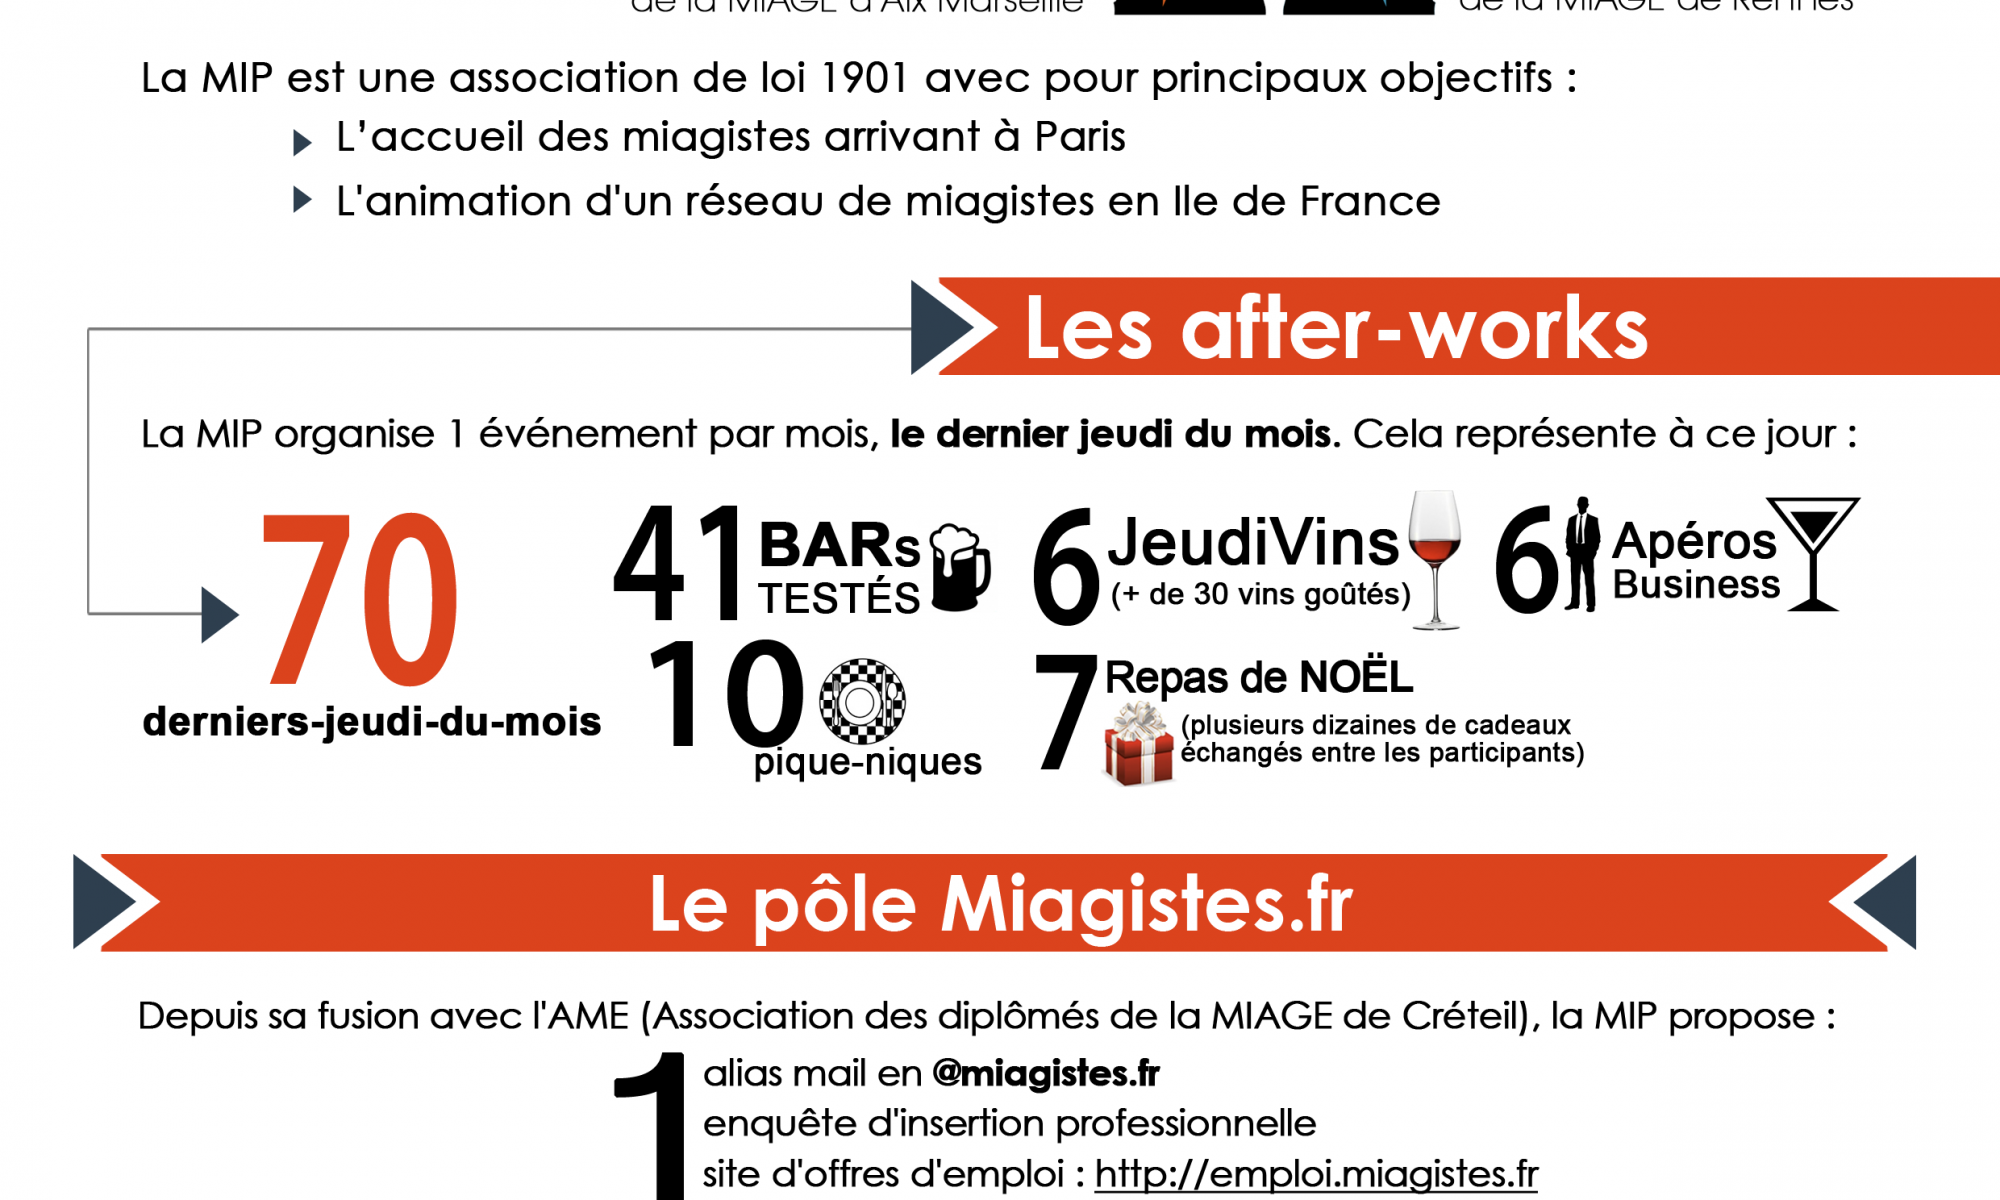 de la MIAGE d'Aix Marseille
de la MIAGE de Rennes
La MIP est une association de loi 1901 avec pour principaux objectifs :
L’accueil des miagistes arrivant à Paris
L'animation d'un réseau de miagistes en Ile de France
Les after-works
La MIP organise 1 événement par mois, le dernier jeudi du mois. Cela représente à ce jour :
70
derniers-jeudi-du-mois
41 BARs
TESTÉS
6 JeudiVins
(+ de 30 vins goûtés)
6 Apéros
Business
10
pique-niques
7 Repas de NOËL
(plusieurs dizaines de cadeaux
échangés entre les participants)
Le pôle Miagistes.fr
Depuis sa fusion avec l'AME (Association des diplômés de la MIAGE de Créteil), la MIP propose :
1 alias mail en @miagistes.fr
enquête d'insertion professionnelle
site d'offres d'emploi : http://emploi.miagistes.fr